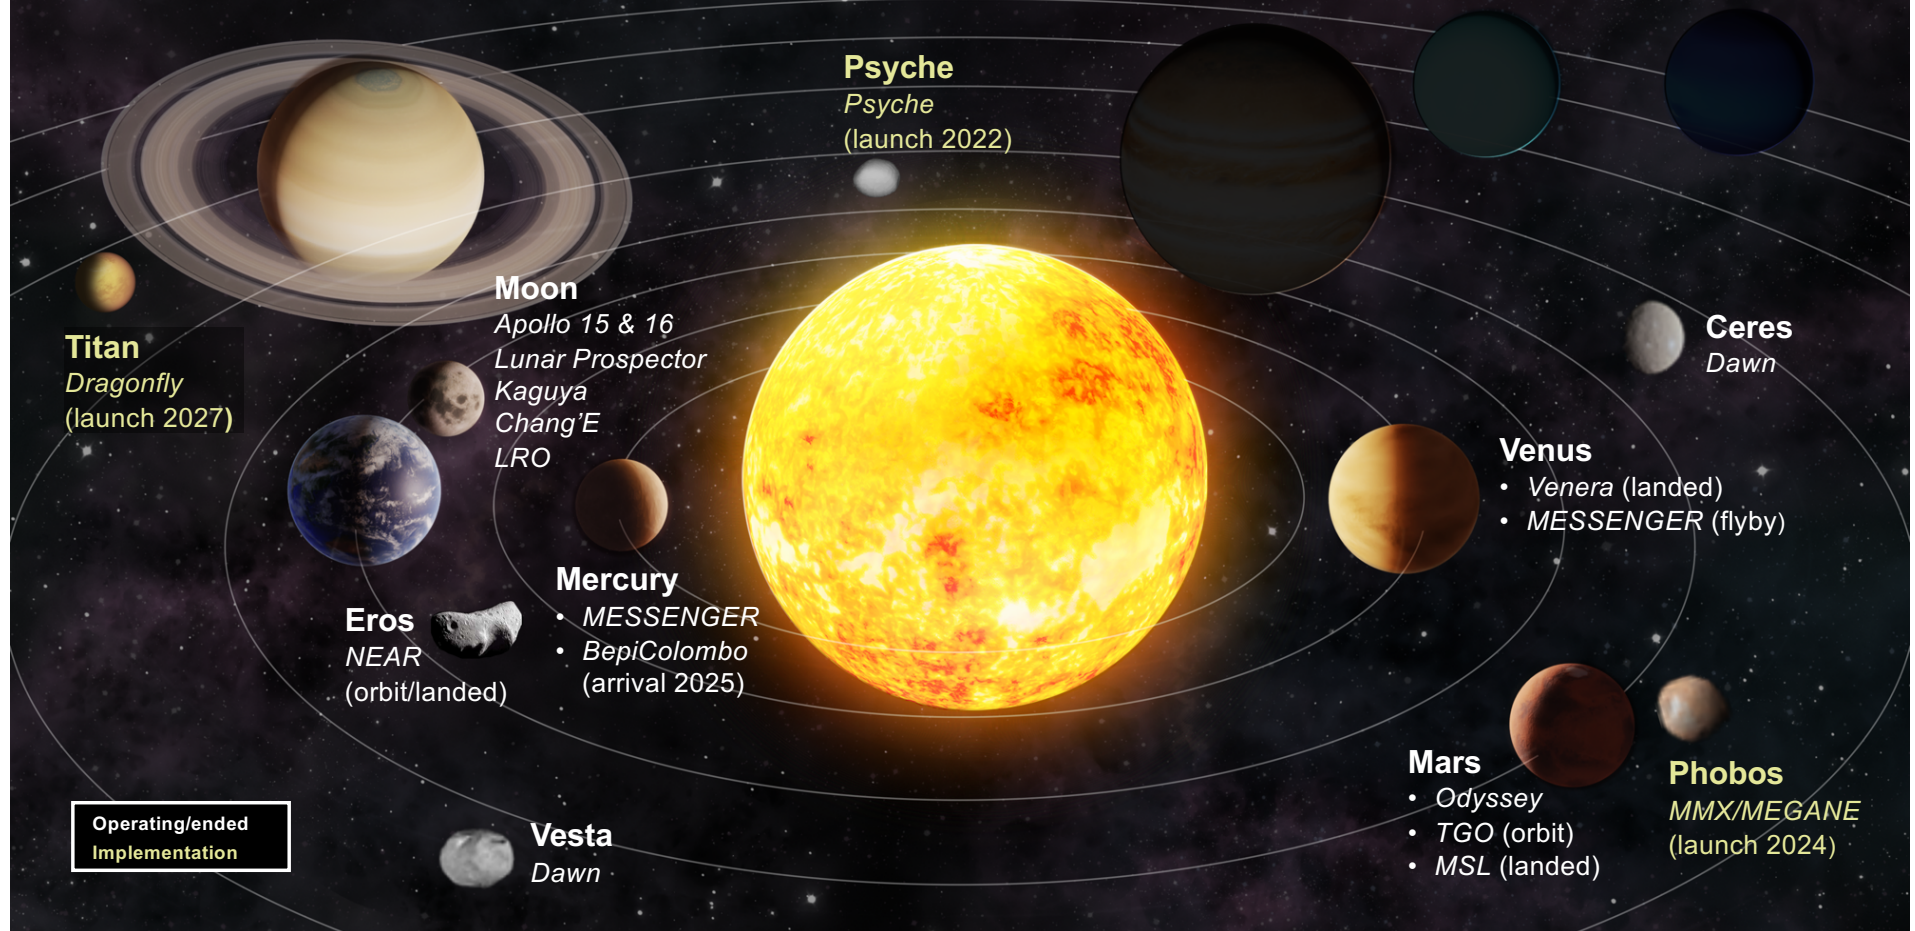 Psyche
Psyche
(launch 2022)
Moon
Apollo 15 & 16
Lunar Prospector
Kaguya
Chang’E
LRO
Titan
Dragonfly
(launch 2027)
Ceres
Dawn
Venus
• Venera (landed)
• MESSENGER (flyby)
Mercury
• MESSENGER
• BepiColombo
(arrival 2025)
Eros
NEAR
(orbit/landed)
Mars
• Odyssey
• TGO (orbit)
• MSL (landed)
Phobos
MMX/MEGANE
(launch 2024)
Vesta
Dawn
Operating/ended
Implementation